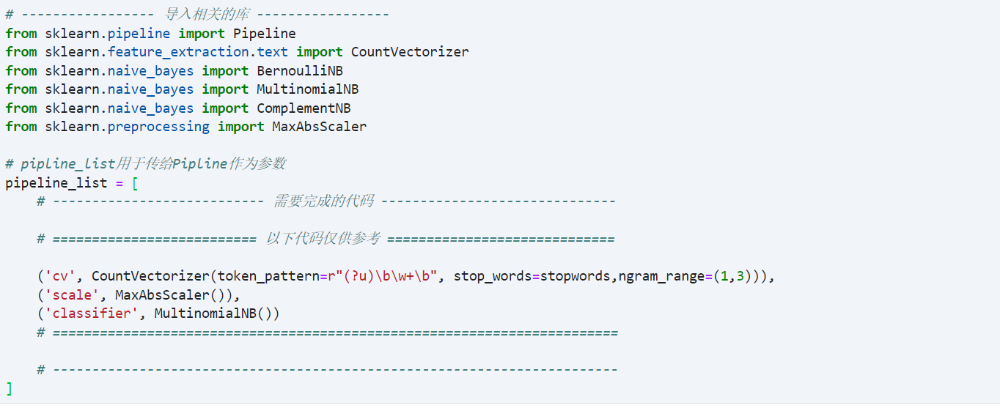 # ----------------- 导入相关的库 -----------------
from sklearn.pipeline import Pipeline
from sklearn.feature_extraction.text import CountVectorizer
from sklearn.naive_bayes import BernoulliNB
from sklearn.naive_bayes import MultinomialNB
from sklearn.naive_bayes import ComplementNB
from sklearn.preprocessing import MaxAbsScaler
# pipline_list用于传给Pipline作为参数
pipeline_list = [
    # --------------------------- 需要完成的代码 ------------------------------
    # ========================== 以下代码仅供参考 =============================
    ('cv', CountVectorizer(token_pattern=r"(?u)\b\w+\b", stop_words=stopwords,ngram_range=(1,3))),
    ('scale', MaxAbsScaler()),
    ('classifier', MultinomialNB())
    # ========================================================================
    # ------------------------------------------------------------------------
]